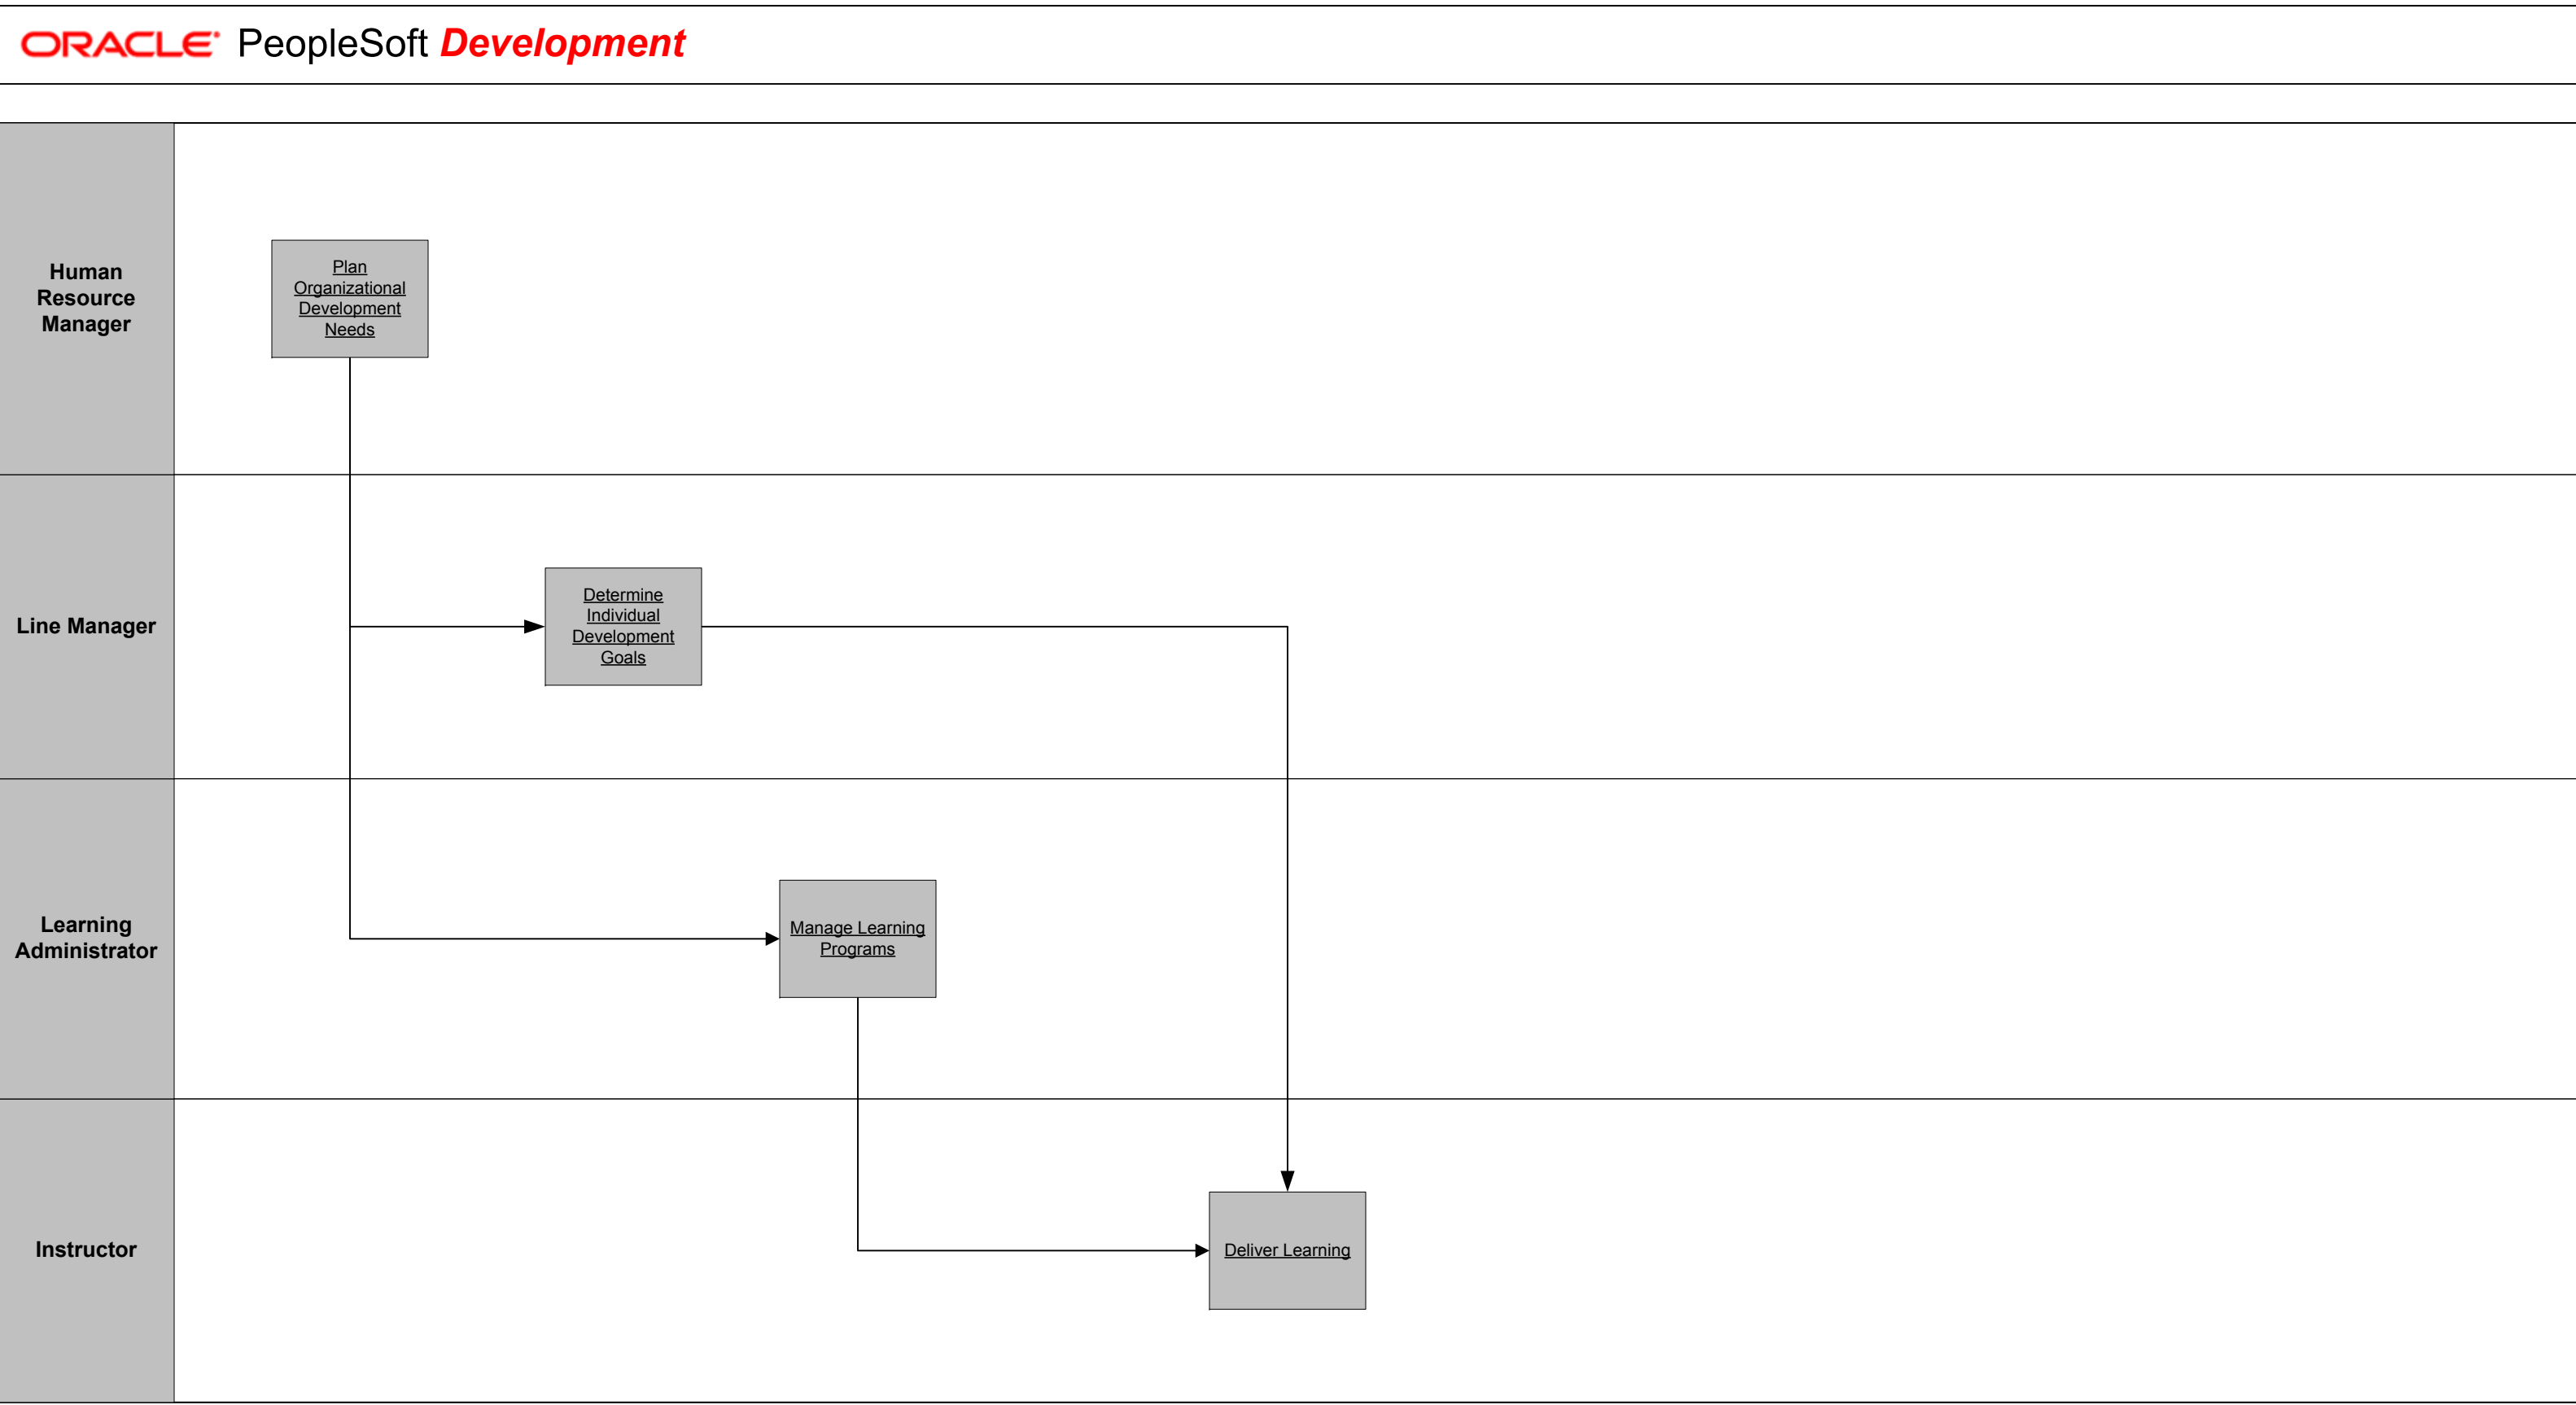 ORACLE PeopleSoft Development
Human
Resource
Manager
Plan
Organizational
Development
Needs
Line Manager
Determine
Individual
Development
Goals
Learning
Administrator
Manage Learning
Programs
Instructor
Deliver Learning